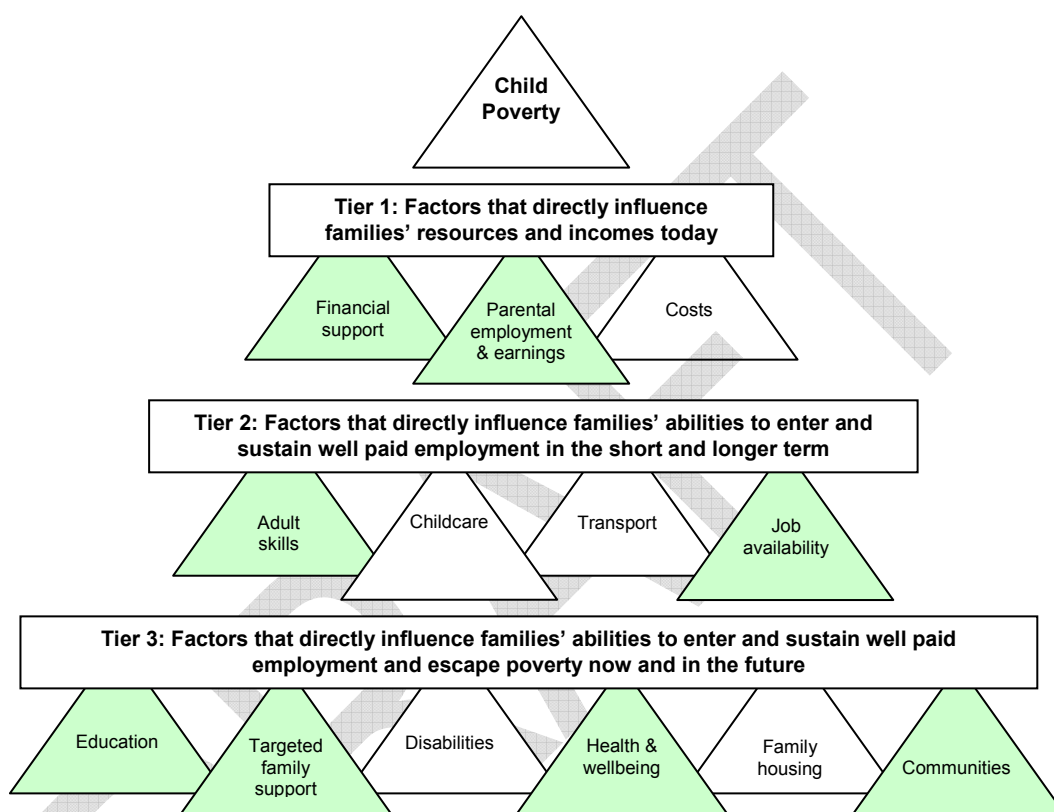 Child
Poverty
Tier 1: Factors that directly influence
families’ resources and incomes today
Financial
support
Parental
employment
& earnings
Costs
Tier 2: Factors that directly influence families’ abilities to enter and
sustain well paid employment in the short and longer term
Adult
skills
Childcare
Transport
Job
availability
Tier 3: Factors that directly influence families’ abilities to enter and sustain well paid
employment and escape poverty now and in the future
Education
Targeted
family
support
Disabilities
Health &
wellbeing
Family
housing
Communities